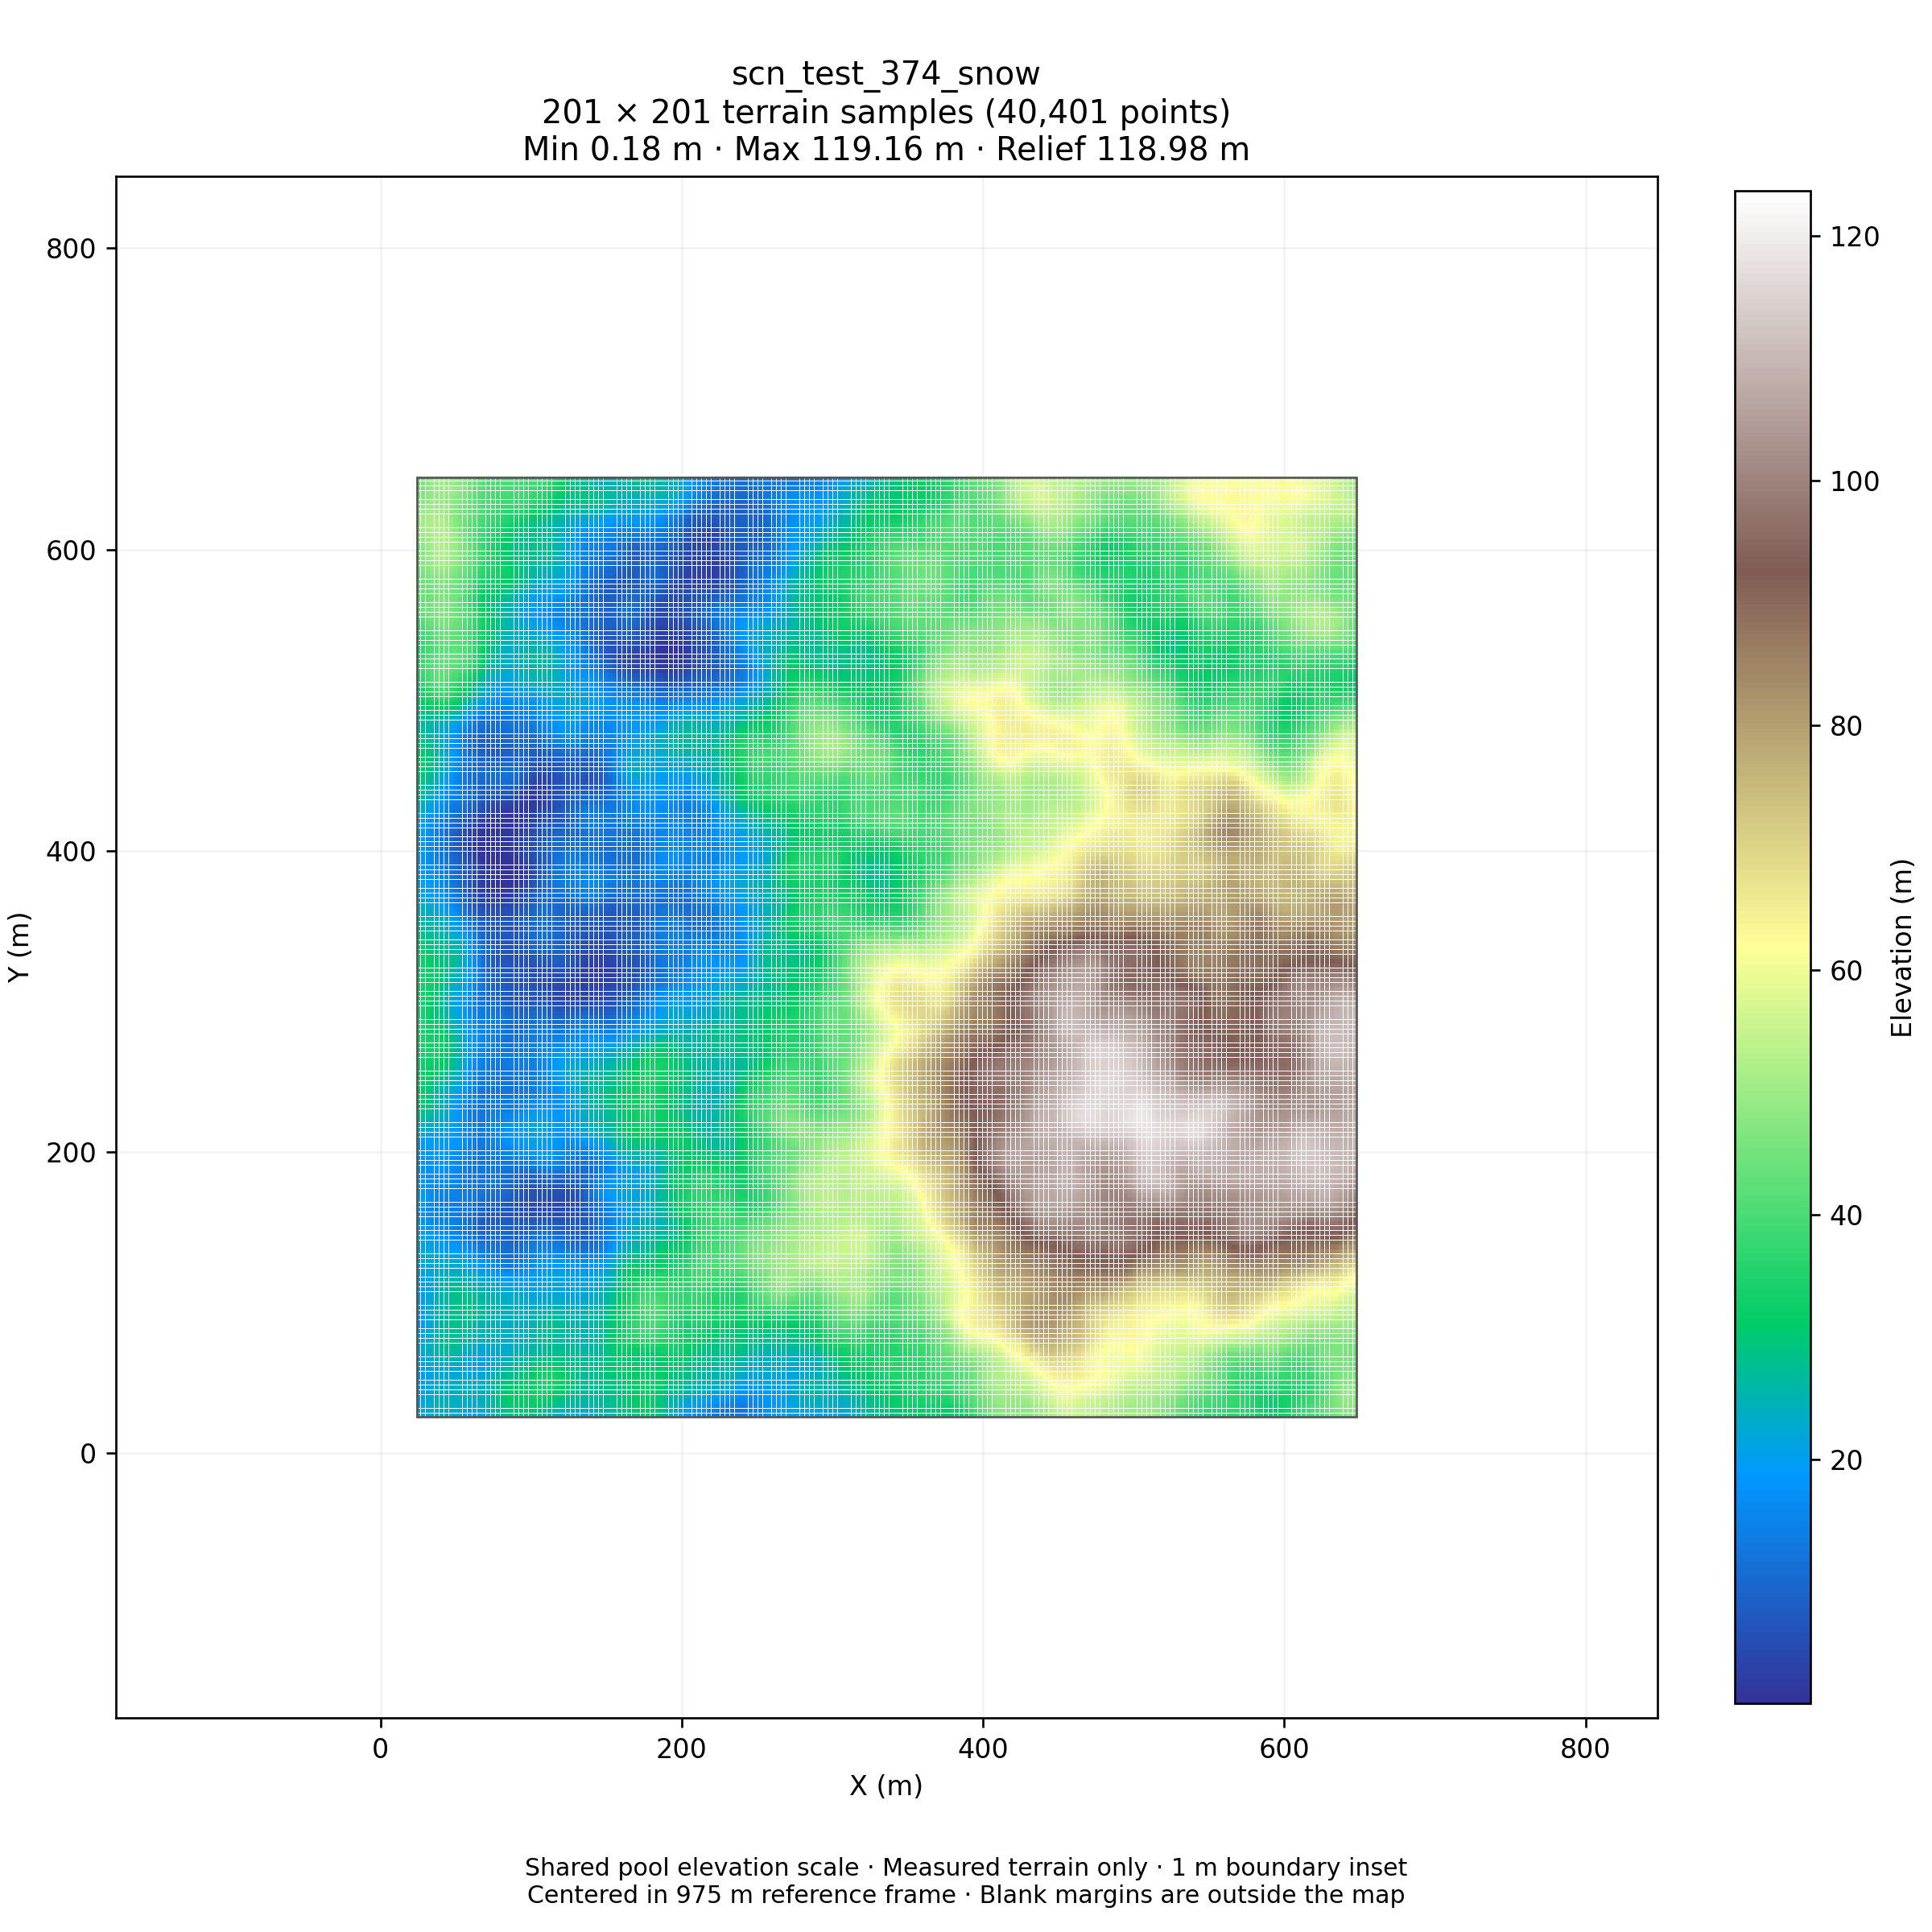 scn_test_374_snow
201 × 201 terrain samples (40,401 points)
Min 0.18 m · Max 119.16 m · Relief 118.98 m
800
600
400
200
0
Y (m)
0
200
400
600
800
X (m)
120
100
80
60
40
20
Elevation (m)
Shared pool elevation scale · Measured terrain only · 1 m boundary inset
Centered in 975 m reference frame · Blank margins are outside the map